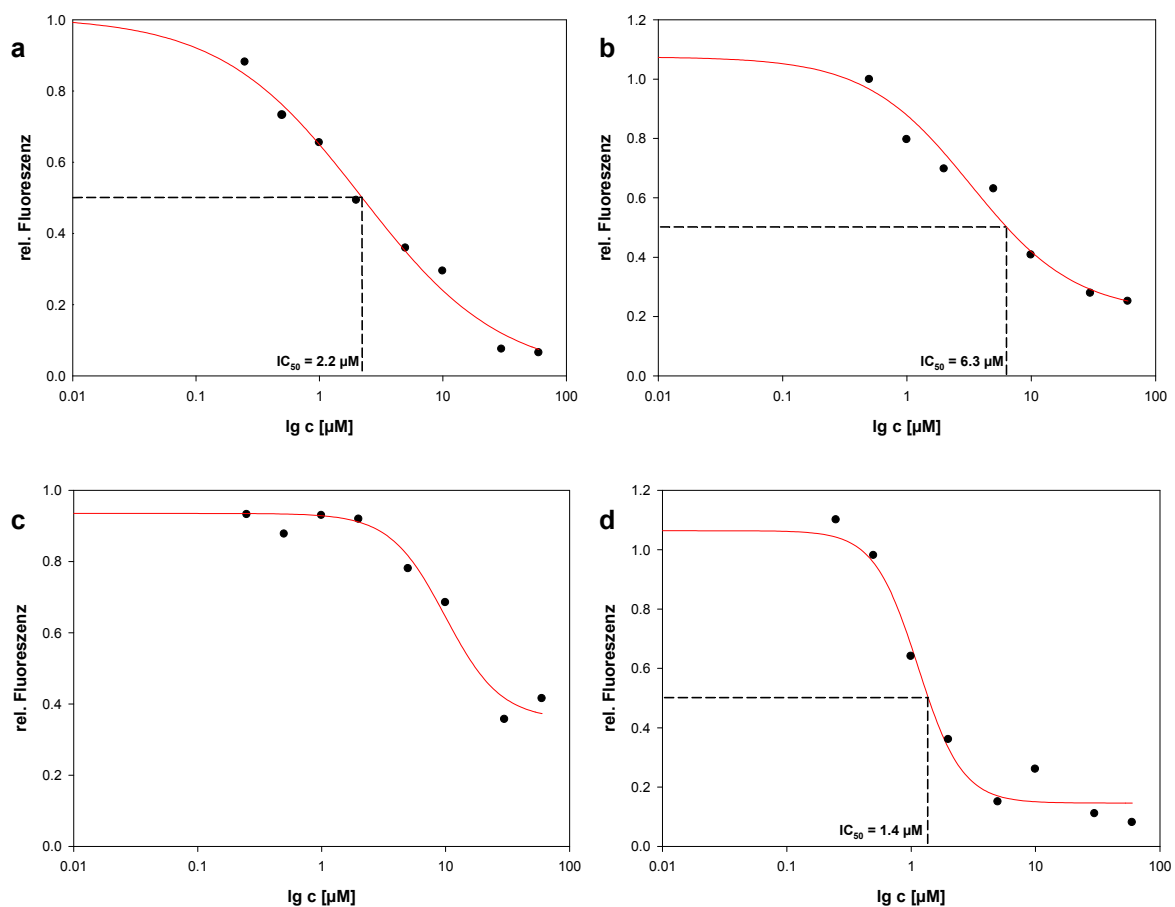 a
1.0
0.8
0.6
0.4
0.2
0.0
rel. Fluoreszenz
IC50 = 2.2 µM
0.01 0.1 1 10 100
lg c [µM]
b
1.2
1.0
0.8
0.6
0.4
0.2
0.0
rel. Fluoreszenz
IC50 = 6.3 µM
0.01 0.1 1 10 100
lg c [µM]
c
1.0
0.8
0.6
0.4
0.2
0.0
rel. Fluoreszenz
0.01 0.1 1 10 100
lg c [µM]
d
1.2
1.0
0.8
0.6
0.4
0.2
0.0
rel. Fluoreszenz
IC50 = 1.4 µM
0.01 0.1 1 10 100
lg c [µM]